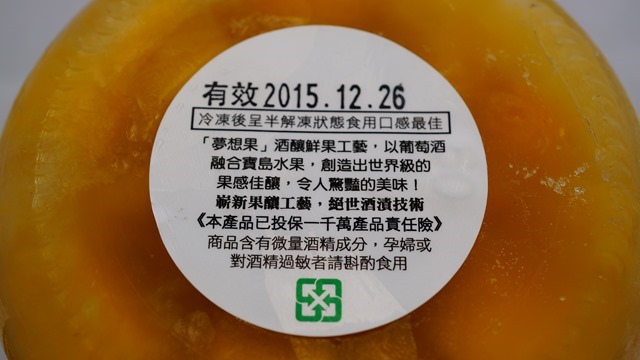 有效2015.12.26
冷凍後呈半解凍狀態食用口感最佳
「夢想果」酒釀鮮果工藝，以葡萄酒
融合寶島水果，創造出世界級的
果感佳釀，令人驚豔的美味！
嶄新果釀工藝，絕世酒漬技術
《本產品已投保一千萬產品責任險》
商品含有微量酒精成分，孕婦或
對酒精過敏者請斟酌食用